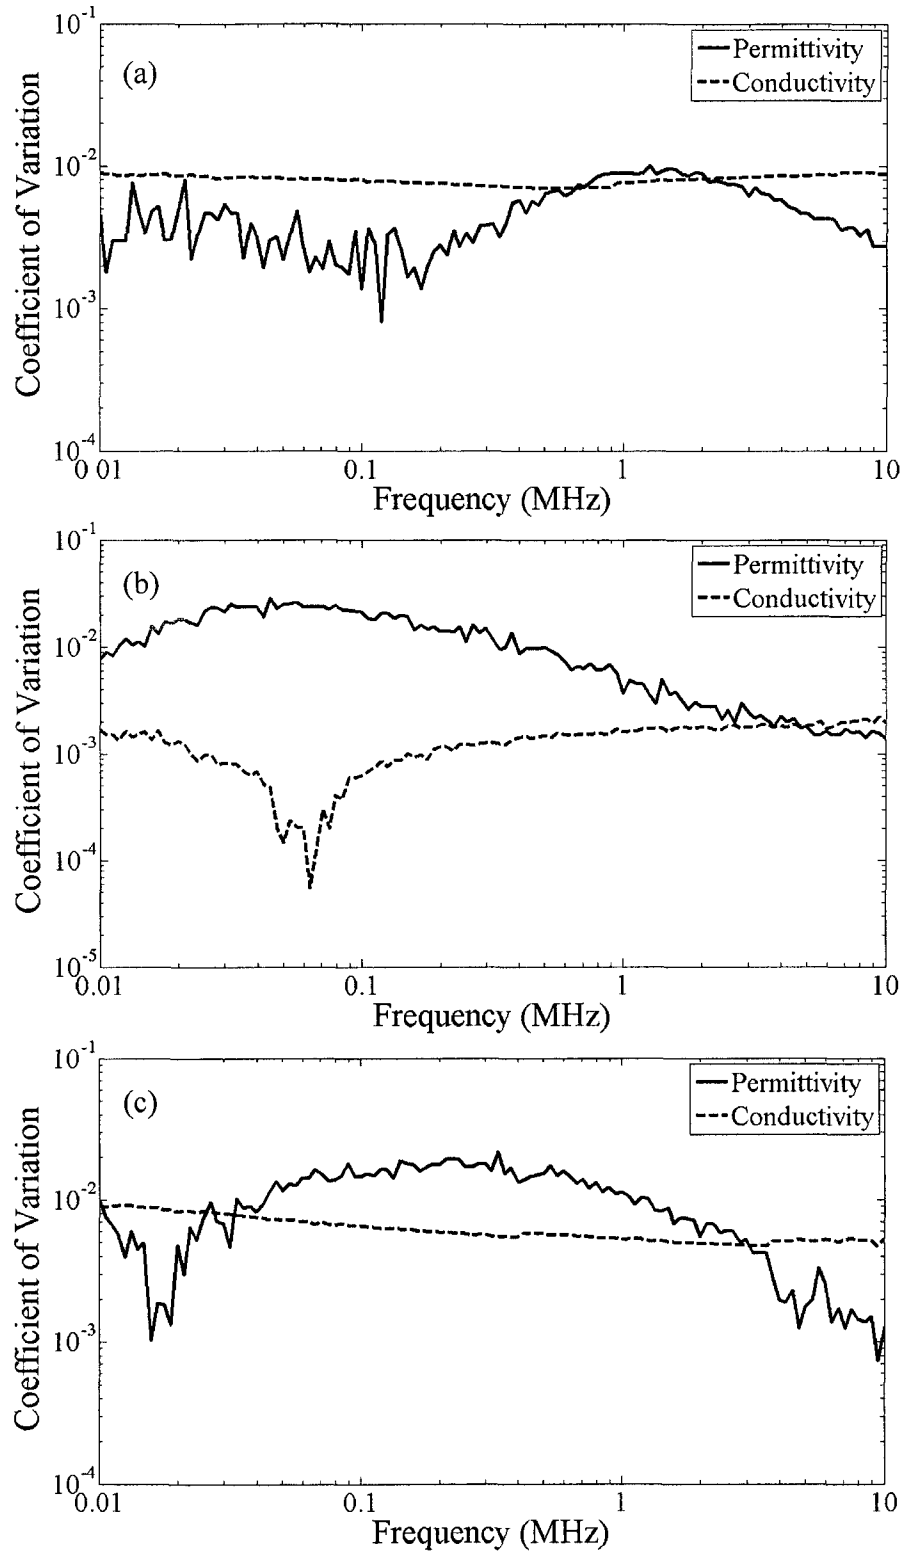 10^-1
(a)
Permittivity
Conductivity
Coefficient of Variation
10^-2
10^-3
10^-4
0 01
0.1
1
10
Frequency (MHz)
10^-1
(b)
Permittivity
Conductivity
Coefficient of Variation
10^-2
10^-3
10^-4
10^-5
0.01
0.1
1
10
Frequency (MHz)
10^-1
(c)
Permittivity
Conductivity
Coefficient of Variation
10^-2
10^-3
10^-4
0.01
0.1
1
10
Frequency (MHz)